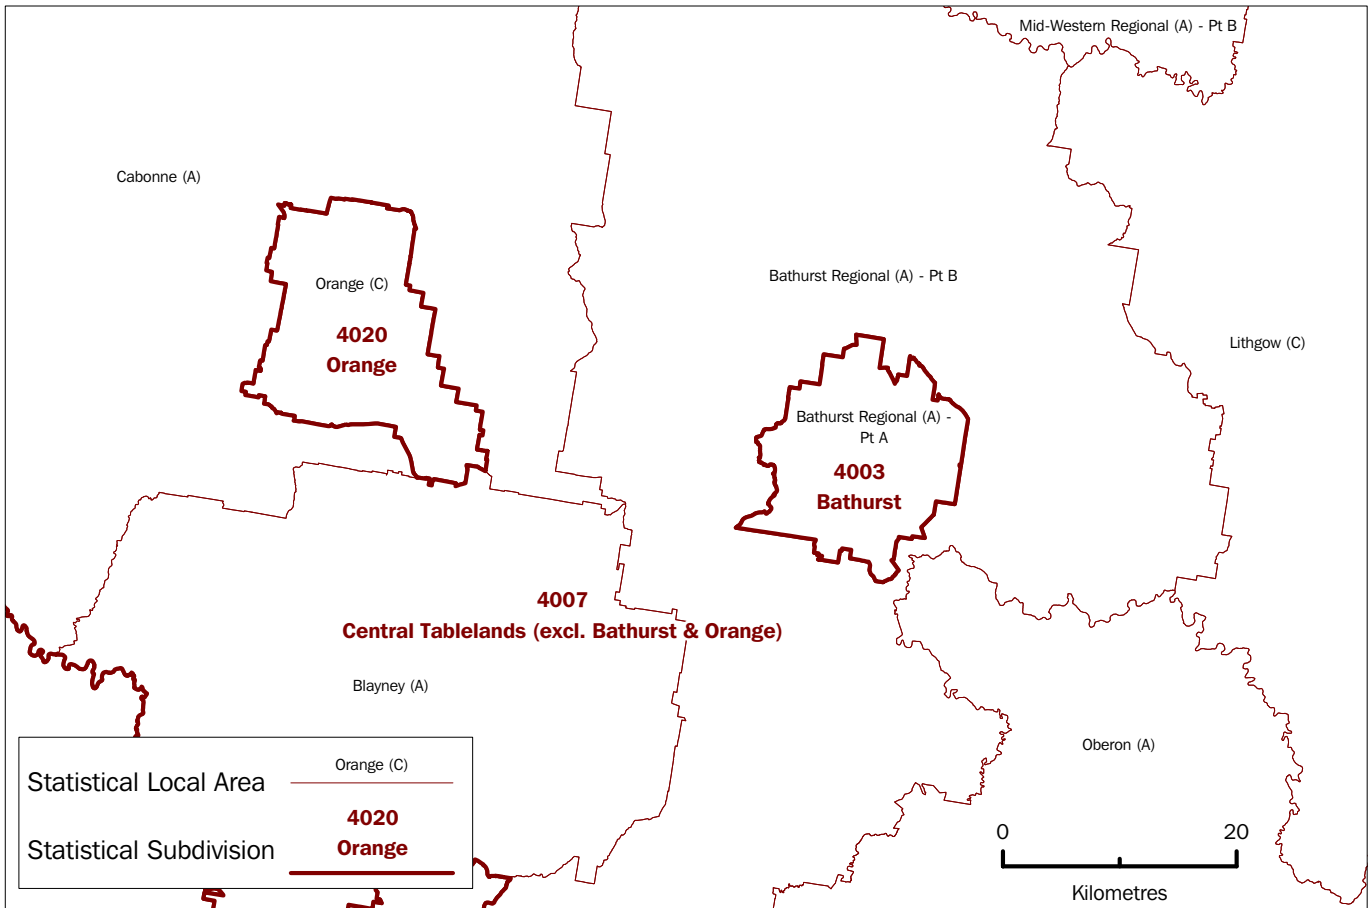 Mid-Western Regional (A) - Pt B
Cabonne (A)
Bathurst Regional (A) - Pt B
Orange (C)
4020
Orange
Lithgow (C)
Bathurst Regional (A) -
Pt A
4003
Bathurst
4007
Central Tablelands (excl. Bathurst & Orange)
Blayney (A)
Oberon (A)
Statistical Local Area
Orange (C)
4020
Orange
Statistical Subdivision
0 20
Kilometres